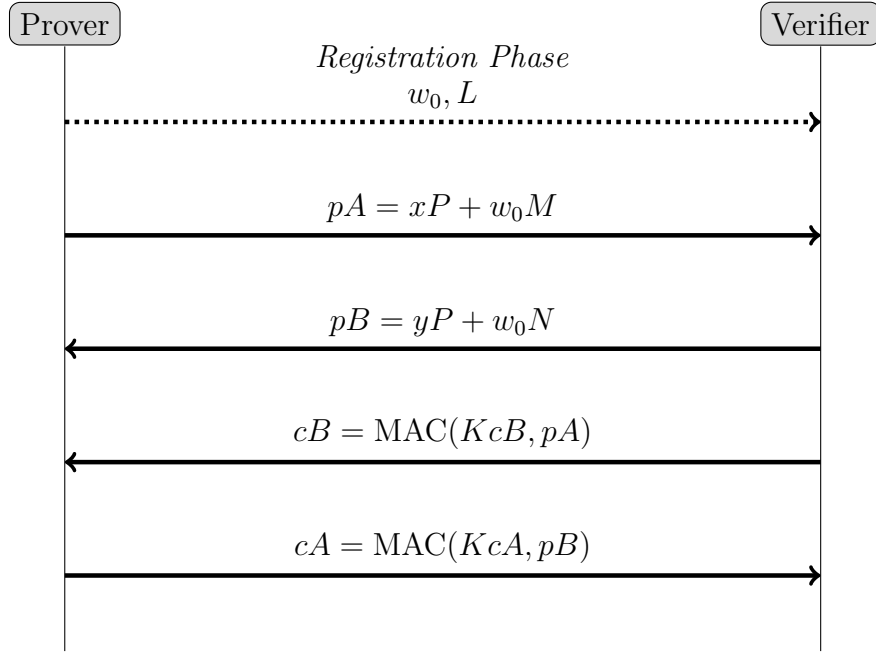 Prover
Verifier
Registration Phase
w₀, L
pA = xP + w₀M
pB = yP + w₀N
cB = MAC(KcB, pA)
cA = MAC(KcA, pB)